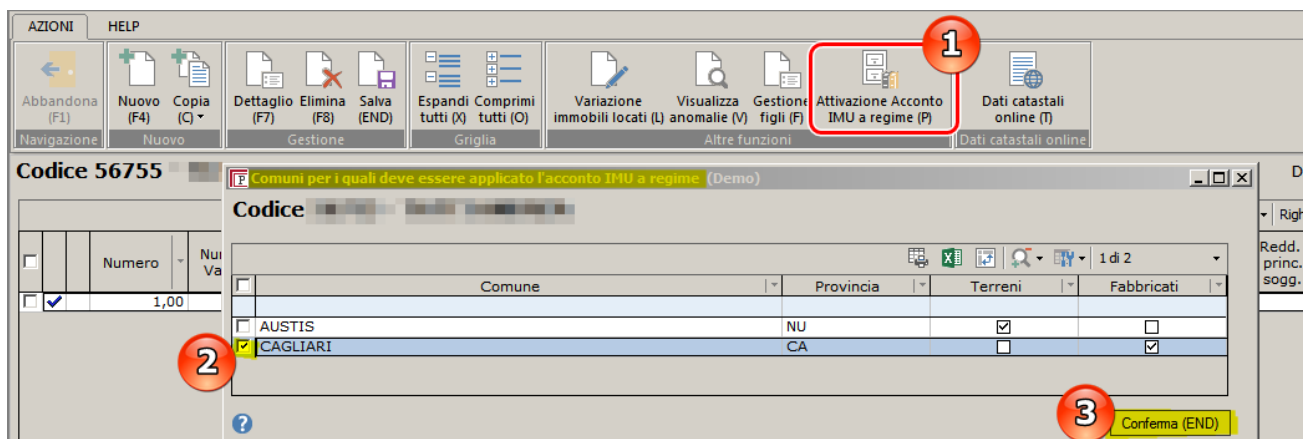 AZIONI HELP
1
Abbandona (F1)
Nuovo (F4)
Copia (C)
Dettaglio (F7)
Elimina (F8)
Salva (END)
Espandi tutti (X)
Comprimi tutti (O)
Variazione immobili locati (L)
Visualizza anomalie (V)
Gestione figli (F)
Attivazione Acconto IMU a regime (P)
Dati catastali online (T)
Navigazione Nuovo Gestione Griglia Altre funzioni Dati catastali online
Codice 56755
Comuni per i quali deve essere applicato l'acconto IMU a regime (Demo)
D
Codice
Righ
1 di 2
Numero
Nu
Va
Redd.
princ.
sogg.
Comune Provincia Terreni Fabbricati
1,00
AUSTIS NU
CAGLIARI CA
2
3
Conferma (END)